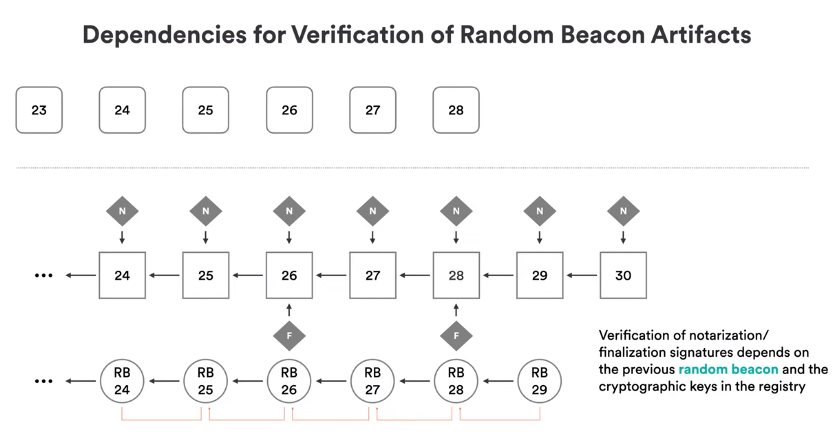 Dependencies for Verification of Random Beacon Artifacts
23 24 25 26 27 28
N N N N N N N
... 24 25 26 27 28 29 30
F F
Verification of notarization/
finalization signatures depends on
the previous random beacon and the
cryptographic keys in the registry
... RB 24 RB 25 RB 26 RB 27 RB 28 RB 29